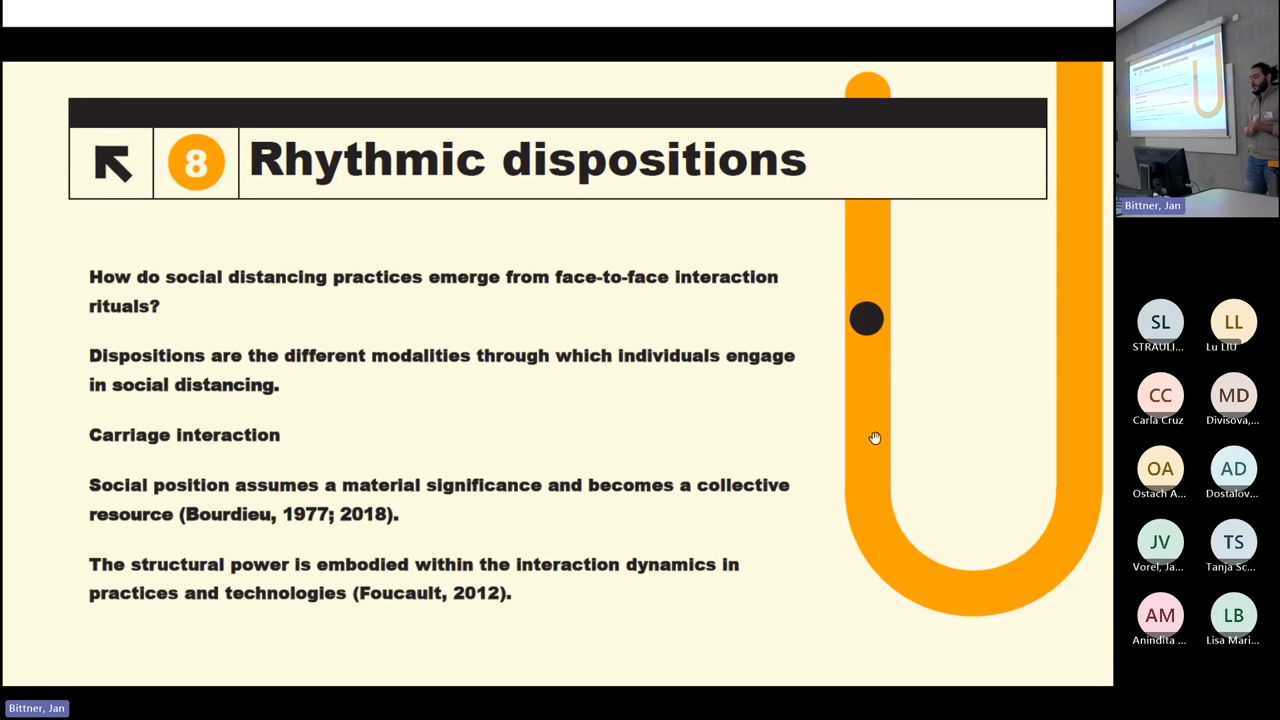 8
Rhythmic dispositions
How do social distancing practices emerge from face-to-face interaction
rituals?
Dispositions are the different modalities through which individuals engage
in social distancing.
Carriage interaction
Social position assumes a material significance and becomes a collective
resource (Bourdieu, 1977; 2018).
The structural power is embodied within the interaction dynamics in
practices and technologies (Foucault, 2012).
Bittner, Jan
Rhythmic dispositions
Bittner, Jan
SL
STRAULI...
LL
Lu LIU
CC
Carla Cruz
MD
Divisova,...
OA
Ostach A...
AD
Dostalov...
JV
Vorel, Ja...
TS
Tanja Sc...
AM
Anindita ...
LB
Lisa Mari...